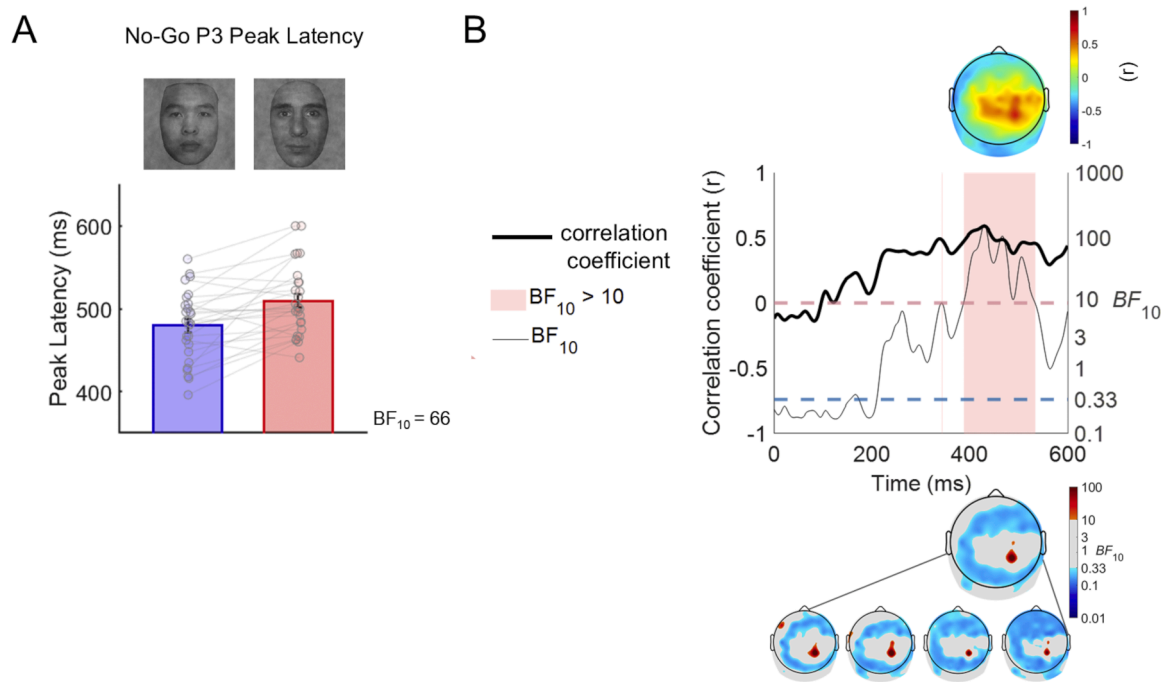 A
No-Go P3 Peak Latency
Peak Latency (ms)
600
500
400
BF10 = 66
B
correlation
coefficient
BF10 > 10
BF10
1
0.5
0
-0.5
-1
(r)
Correlation coefficient (r)
1
0.5
0
-0.5
-1
1000
100
10
BF10
3
1
0.33
0.1
0
200
400
600
Time (ms)
100
10
3
1
BF10
0.33
0.1
0.01